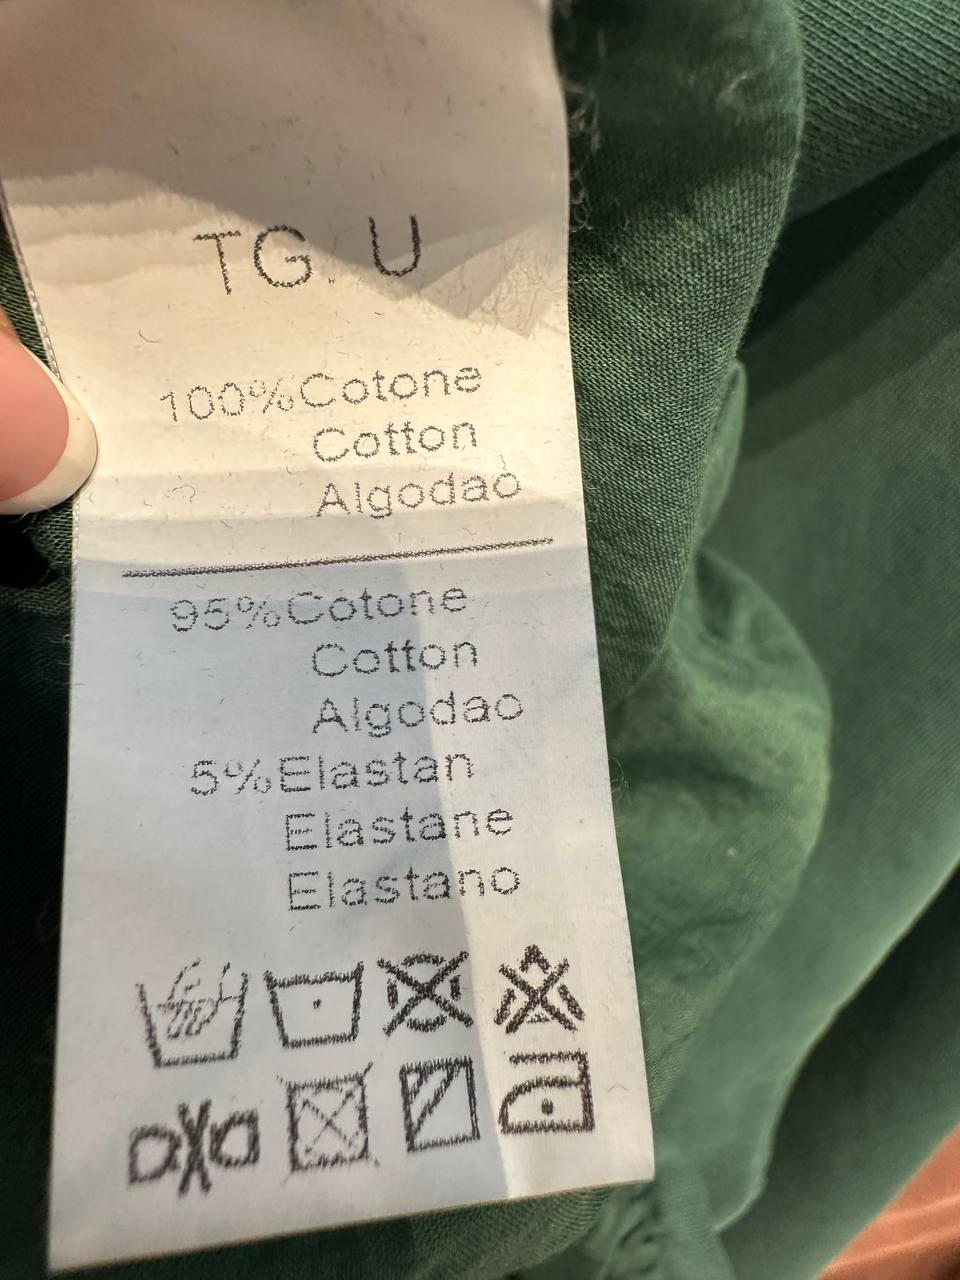 TG. U
100%Cotone
Cotton
Algodao
95%Cotone
Cotton
Algodao
5%Elastan
Elastane
Elastano